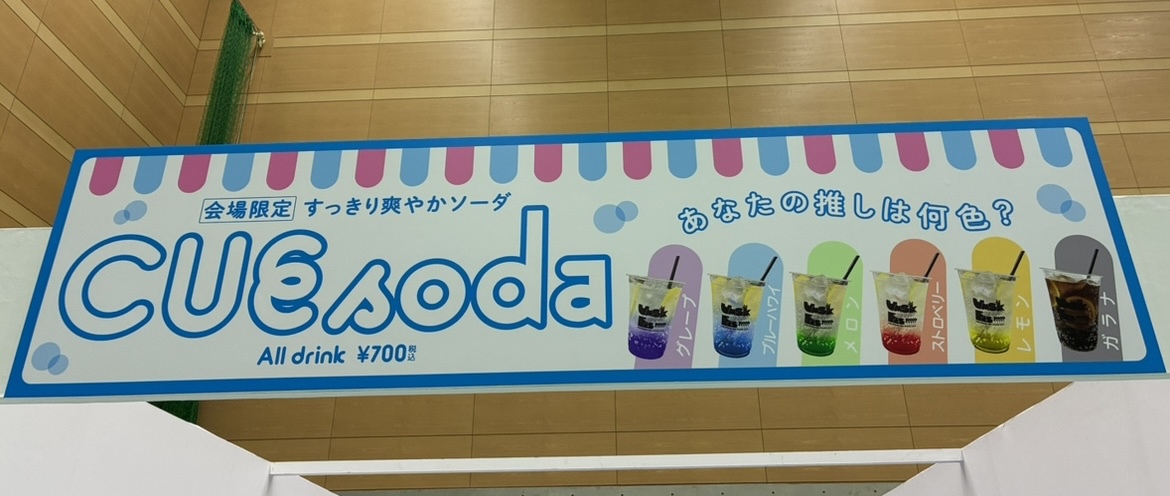 会場限定 すっきり爽やかソーダ
CUE soda
All drink ¥700税込
あなたの推しは何色?
グレープ
ブルーハワイ
メロン
ストロベリー
レモン
ガラナ